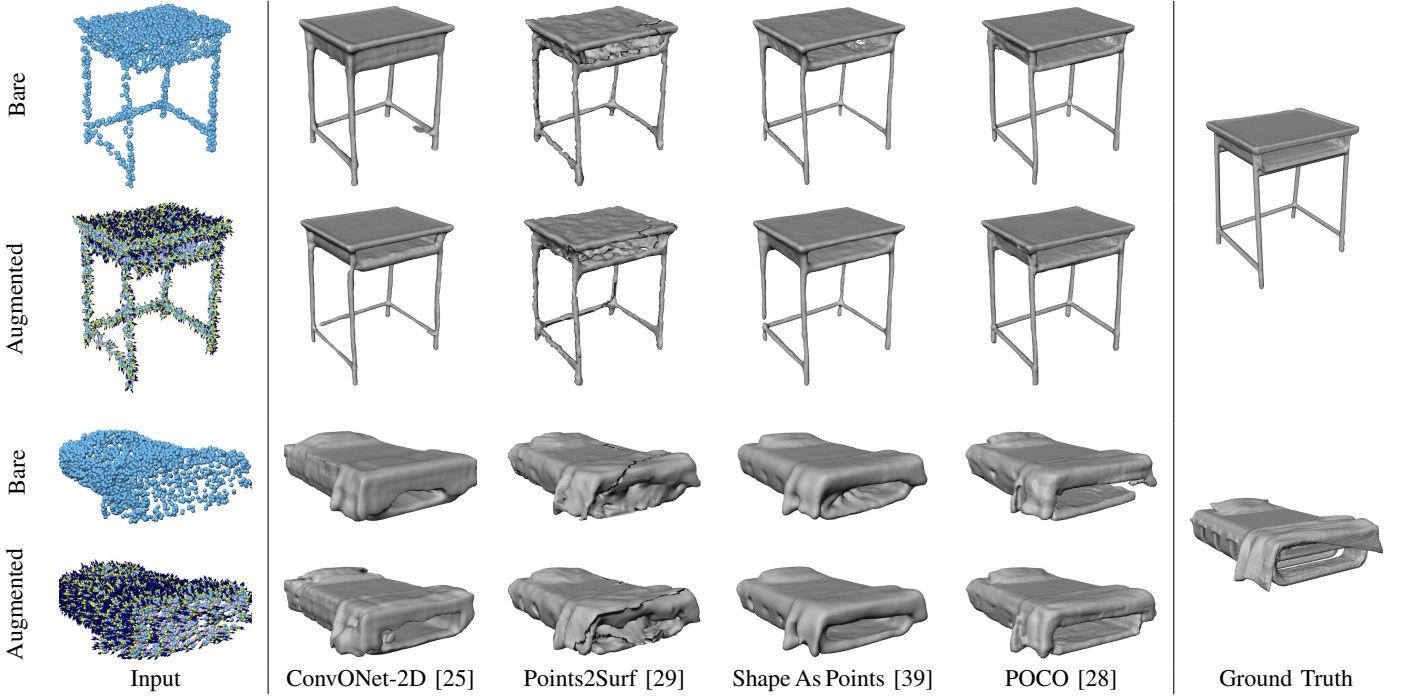 Bare
Augmented
Bare
Augmented
Input
ConvONet-2D [25]
Points2Surf [29]
Shape As Points [39]
POCO [28]
Ground Truth